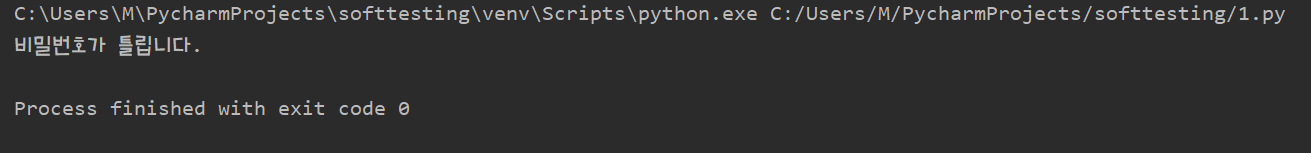 C:\Users\M\PycharmProjects\softtesting\venv\Scripts\python.exe C:/Users/M/PycharmProjects/softtesting/1.py
비밀번호가 틀립니다.
Process finished with exit code 0